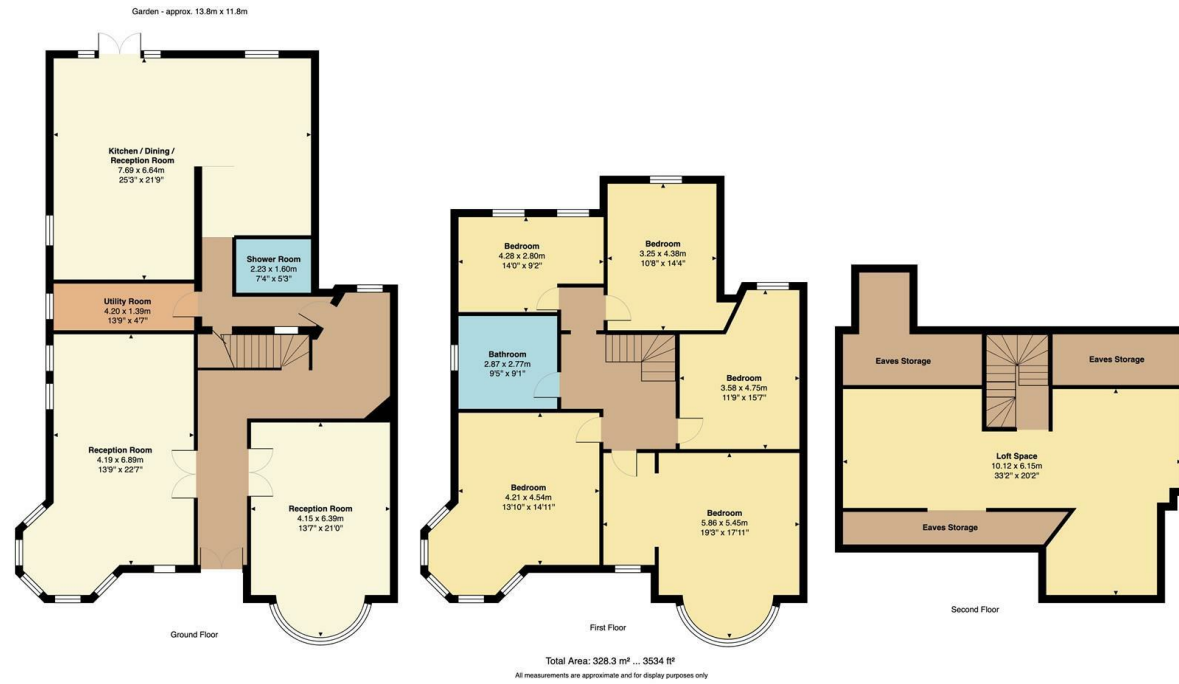 Garden - approx. 13.8m x 11.8m
Kitchen / Dining /
Reception Room
7.69 x 6.64m
25'3" x 21'9"
Shower Room
2.23 x 1.60m
7'4" x 5'3"
Utility Room
4.20 x 1.39m
13'9" x 4'7"
Reception Room
4.19 x 6.89m
13'9" x 22'7"
Reception Room
4.15 x 6.39m
13'7" x 21'0"
Ground Floor
Bedroom
4.28 x 2.80m
14'0" x 9'2"
Bedroom
3.25 x 4.38m
10'8" x 14'4"
Bathroom
2.87 x 2.77m
9'5" x 9'1"
Bedroom
3.58 x 4.75m
11'9" x 15'7"
Bedroom
4.21 x 4.54m
13'10" x 14'11"
Bedroom
5.86 x 5.45m
19'3" x 17'11"
First Floor
Eaves Storage
Eaves Storage
Loft Space
10.12 x 6.15m
33'2" x 20'2"
Eaves Storage
Second Floor
Total Area: 328.3 m² ... 3534 ft²
All measurements are approximate and for display purposes only